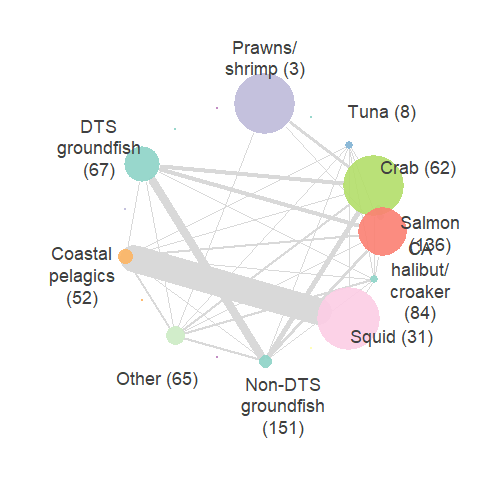 Prawns/
shrimp (3)
Tuna (8)
DTS
groundfish
(67)
Crab (62)
Salmon
(136)
CA
halibut/
croaker
(84)
Coastal
pelagics
(52)
Squid (31)
Other (65)
Non-DTS
groundfish
(151)